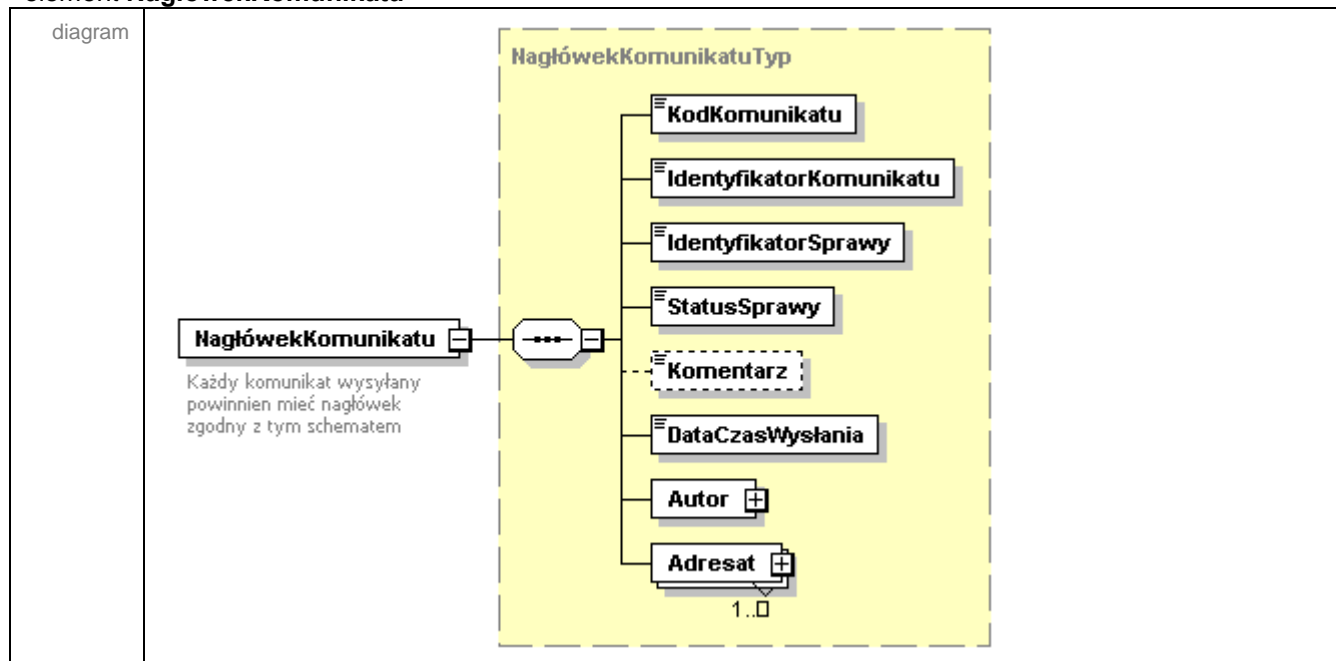 diagram
NagłówekKomunikatuTyp
KodKomunikatu
IdentyfikatorKomunikatu
IdentyfikatorSprawy
StatusSprawy
NagłówekKomunikatu
Każdy komunikat wysyłany
powinnien mieć nagłówek
zgodny z tym schematem
Komentarz
DataCzasWysłania
Autor
Adresat
1..